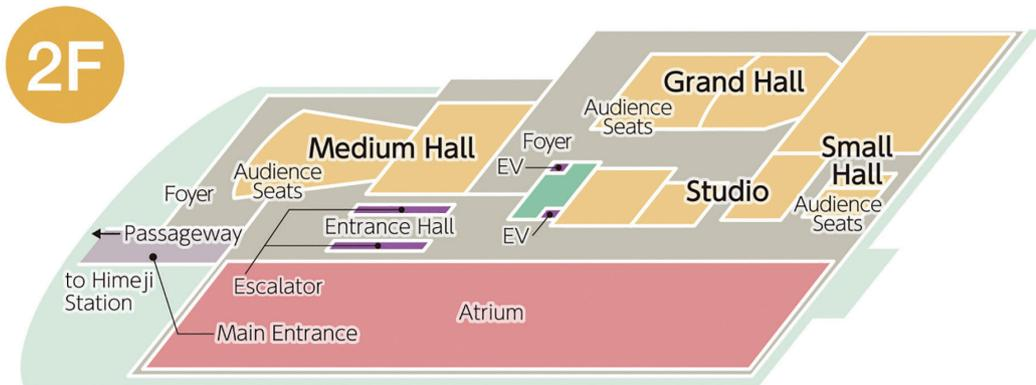 2F
Grand Hall
Audience
Seats
Medium Hall
Audience
Seats
Foyer
Foyer
EV
Small
Hall
Audience
Seats
Studio
EV
Entrance Hall
Passageway
to Himeji
Station
Escalator
Main Entrance
Atrium